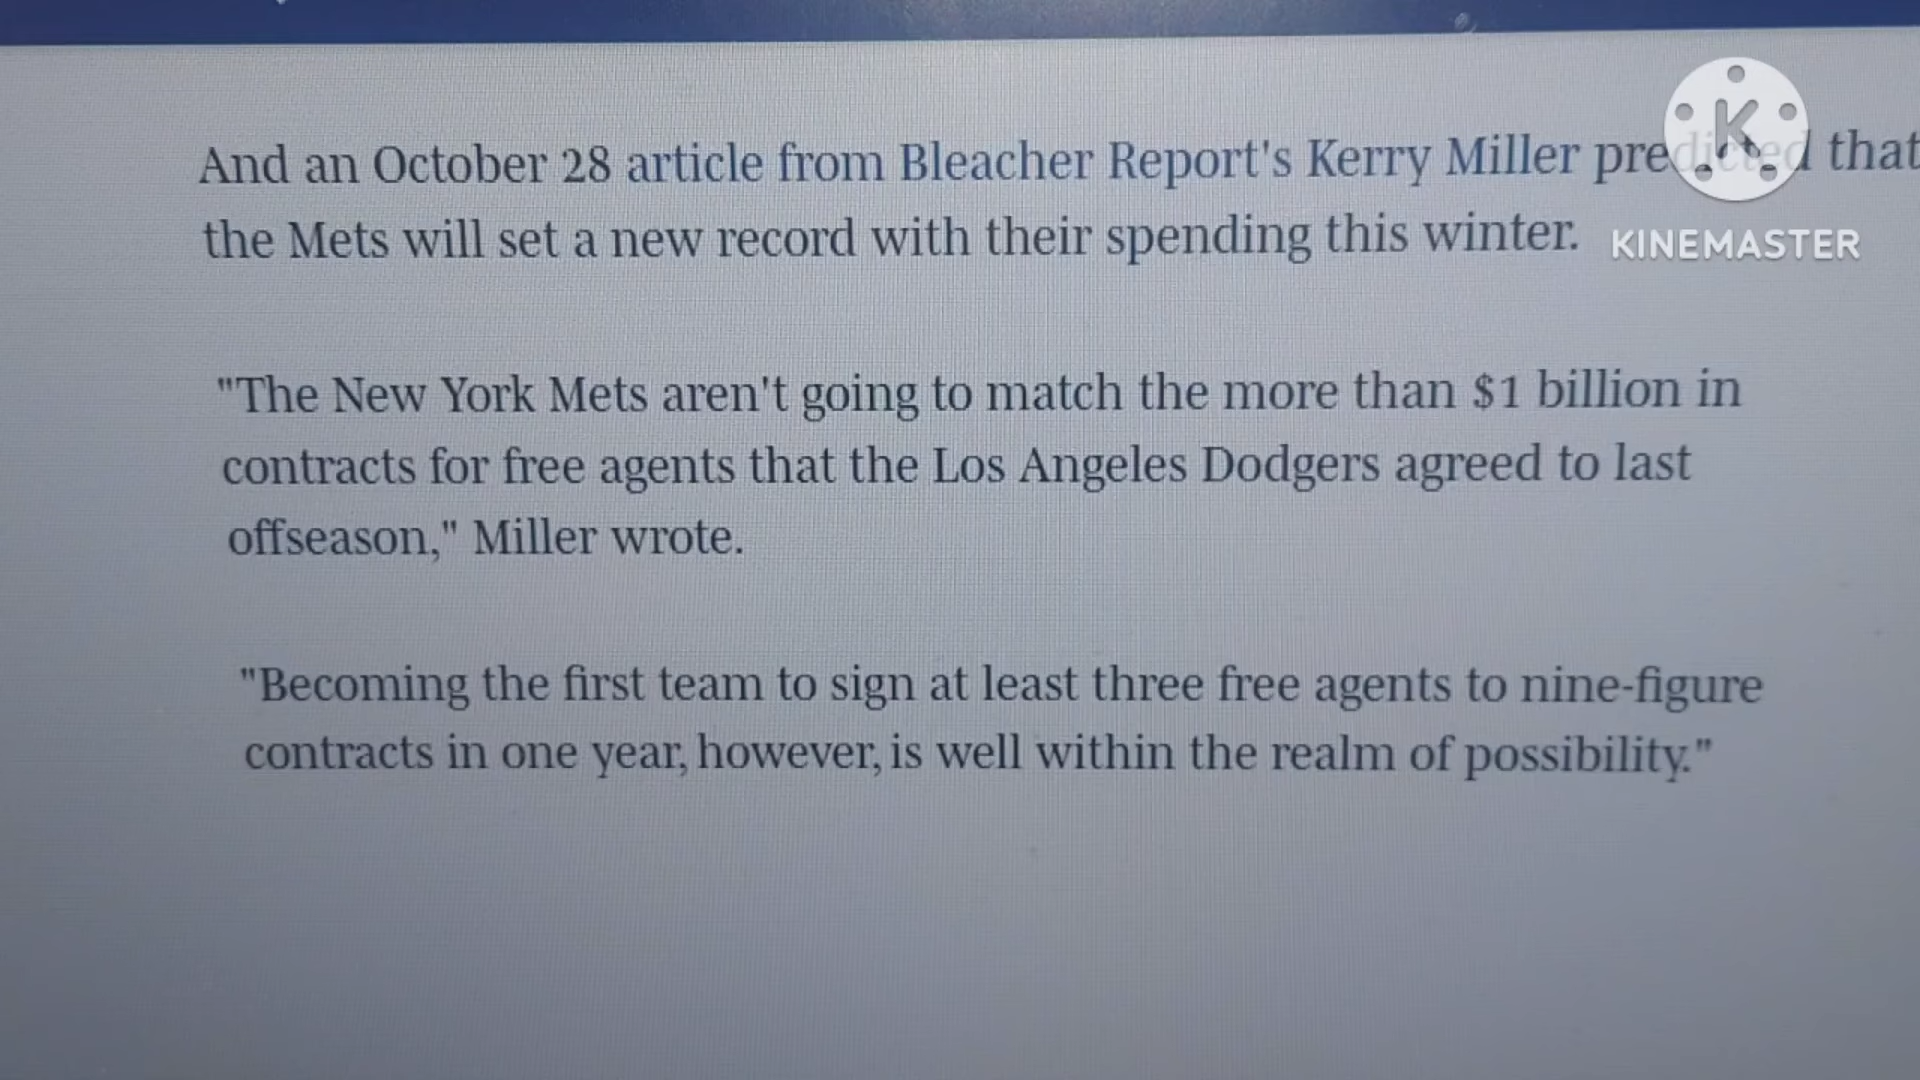 And an October 28 article from Bleacher Report's Kerry Miller predicted that
the Mets will set a new record with their spending this winter.
KINEMASTER
"The New York Mets aren't going to match the more than $1 billion in
contracts for free agents that the Los Angeles Dodgers agreed to last
offseason," Miller wrote.
"Becoming the first team to sign at least three free agents to nine-figure
contracts in one year, however, is well within the realm of possibility."